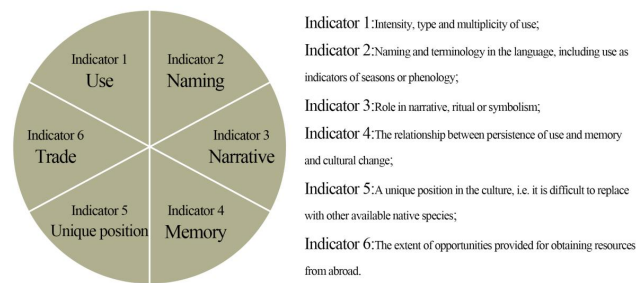 Indicator 1
Use
Indicator 2
Naming
Indicator 3
Narrative
Indicator 4
Memory
Indicator 5
Unique position
Indicator 6
Trade
Indicator 1:Intensity, type and multiplicity of use;
Indicator 2:Naming and terminology in the language, including use as
indicators of seasons or phenology;
Indicator 3:Role in narrative, ritual or symbolism;
Indicator 4:The relationship between persistence of use and memory
and cultural change;
Indicator 5:A unique position in the culture, i.e. it is difficult to replace
with other available native species;
Indicator 6:The extent of opportunities provided for obtaining resources
from abroad.